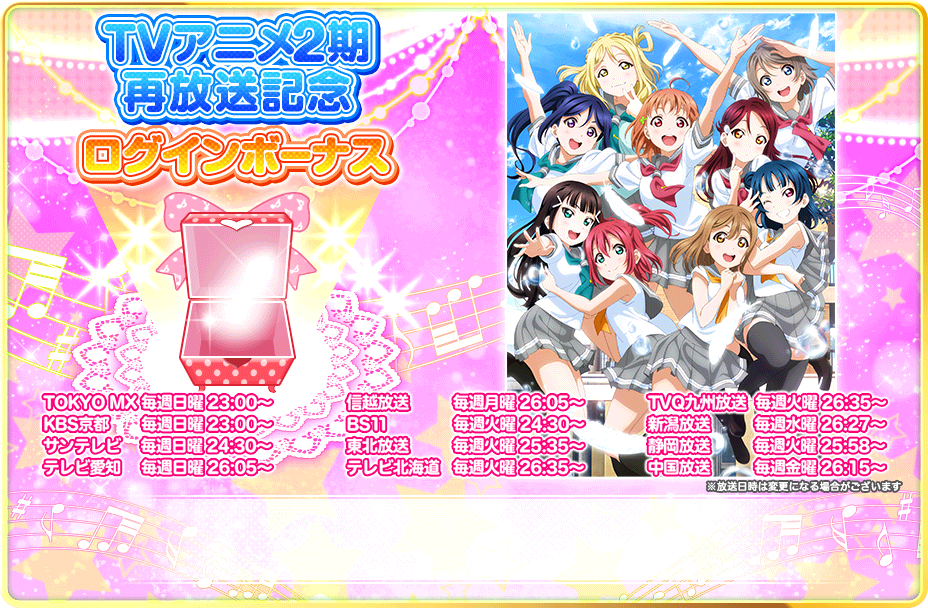 TVアニメ2期
再放送記念
ログインボーナス
TOKYO MX 毎週日曜 23:00～
KBS京都 毎週日曜 23:00～
サンテレビ 毎週日曜 24:30～
テレビ愛知 毎週日曜 26:05～
信越放送 毎週月曜 26:05～
BS11 毎週火曜 24:30～
東北放送 毎週火曜 25:35～
テレビ北海道 毎週火曜 26:35～
TVQ九州放送 毎週火曜 26:35～
新潟放送 毎週水曜 26:27～
静岡放送 毎週火曜 25:58～
中国放送 毎週金曜 26:15～
※放送日時は変更になる場合がございます